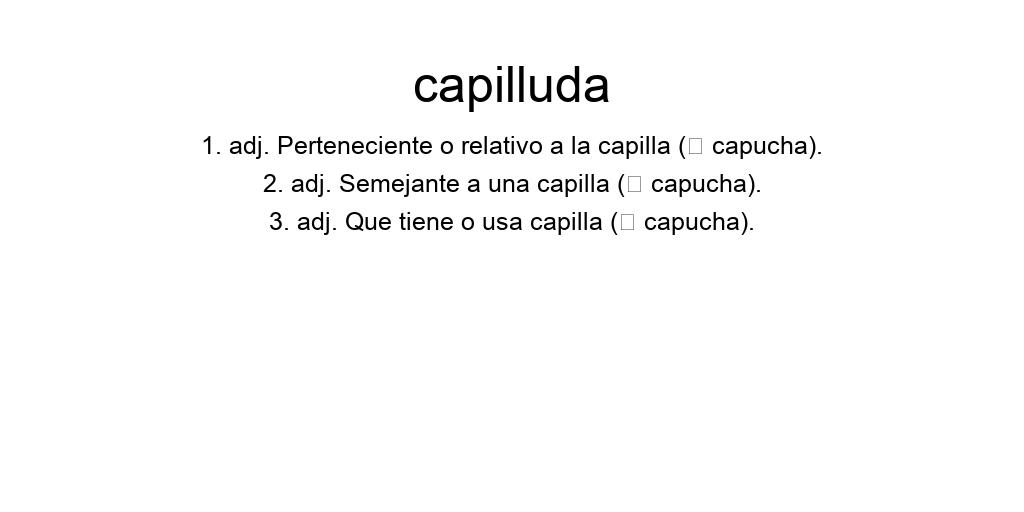 capilluda
1. adj. Perteneciente o relativo a la capilla (□ capucha).
2. adj. Semejante a una capilla (□ capucha).
3. adj. Que tiene o usa capilla (□ capucha).